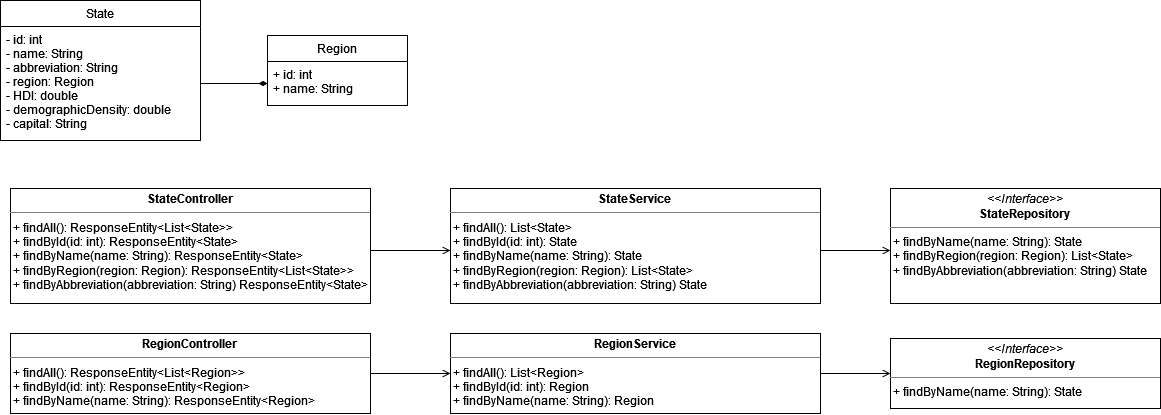 State
- id: int
- name: String
- abbreviation: String
- region: Region
- HDI: double
- demographicDensity: double
- capital: String
Region
+ id: int
+ name: String
StateController
+ findAll(): ResponseEntity<List<State>>
+ findById(id: int): ResponseEntity<State>
+ findByName(name: String): ResponseEntity<State>
+ findByRegion(region: Region): ResponseEntity<List<State>>
+ findByAbbreviation(abbreviation: String) ResponseEntity<State>
StateService
+ findAll(): List<State>
+ findById(id: int): State
+ findByName(name: String): State
+ findByRegion(region: Region): List<State>
+ findByAbbreviation(abbreviation: String) State
<<Interface>>
StateRepository
+ findByName(name: String): State
+ findByRegion(region: Region): List<State>
+ findByAbbreviation(abbreviation: String) State
RegionController
+ findAll(): ResponseEntity<List<Region>>
+ findById(id: int): ResponseEntity<Region>
+ findByName(name: String): ResponseEntity<Region>
RegionService
+ findAll(): List<Region>
+ findById(id: int): Region
+ findByName(name: String): Region
<<Interface>>
RegionRepository
+ findByName(name: String): State